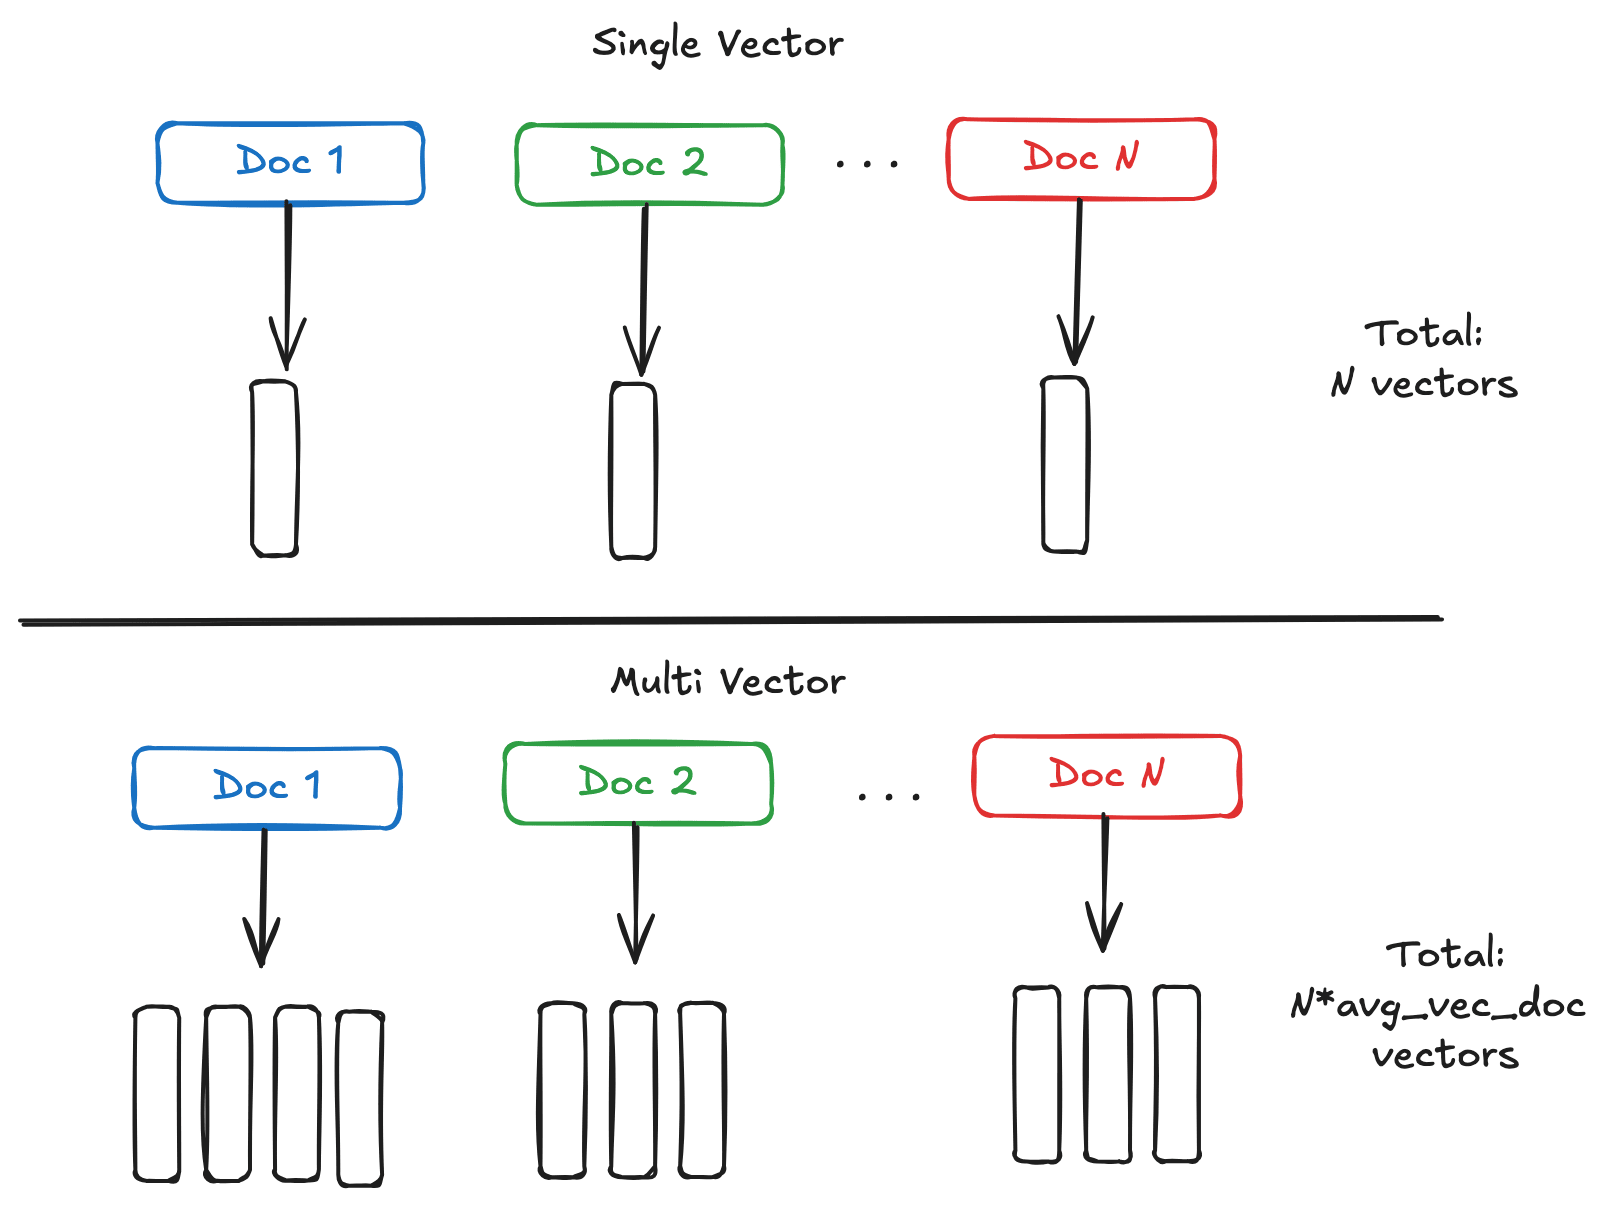 Single Vector
Doc 1
Doc 2
. . .
Doc N
Total:
N vectors
Multi Vector
Doc 1
Doc 2
. . .
Doc N
Total:
N*avg_vec_doc
vectors